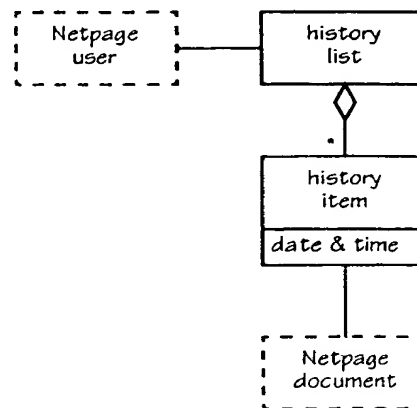 Netpage
user
history
list
*
history
item
date & time
Netpage
document